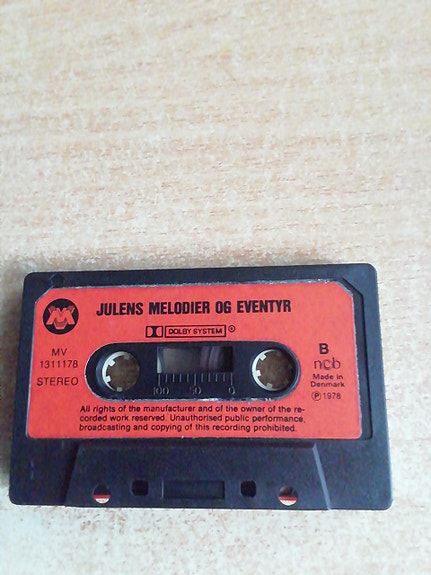 JULENS MELODIER OG EVENTYR
DOLBY SYSTEM ®
MV
1311178
STEREO
B
ncb
Made in
Denmark
Ⓟ 1978
100 50 0
All rights of the manufacturer and of the owner of the re-
corded work reserved. Unauthorised public performance,
broadcasting and copying of this recording prohibited.